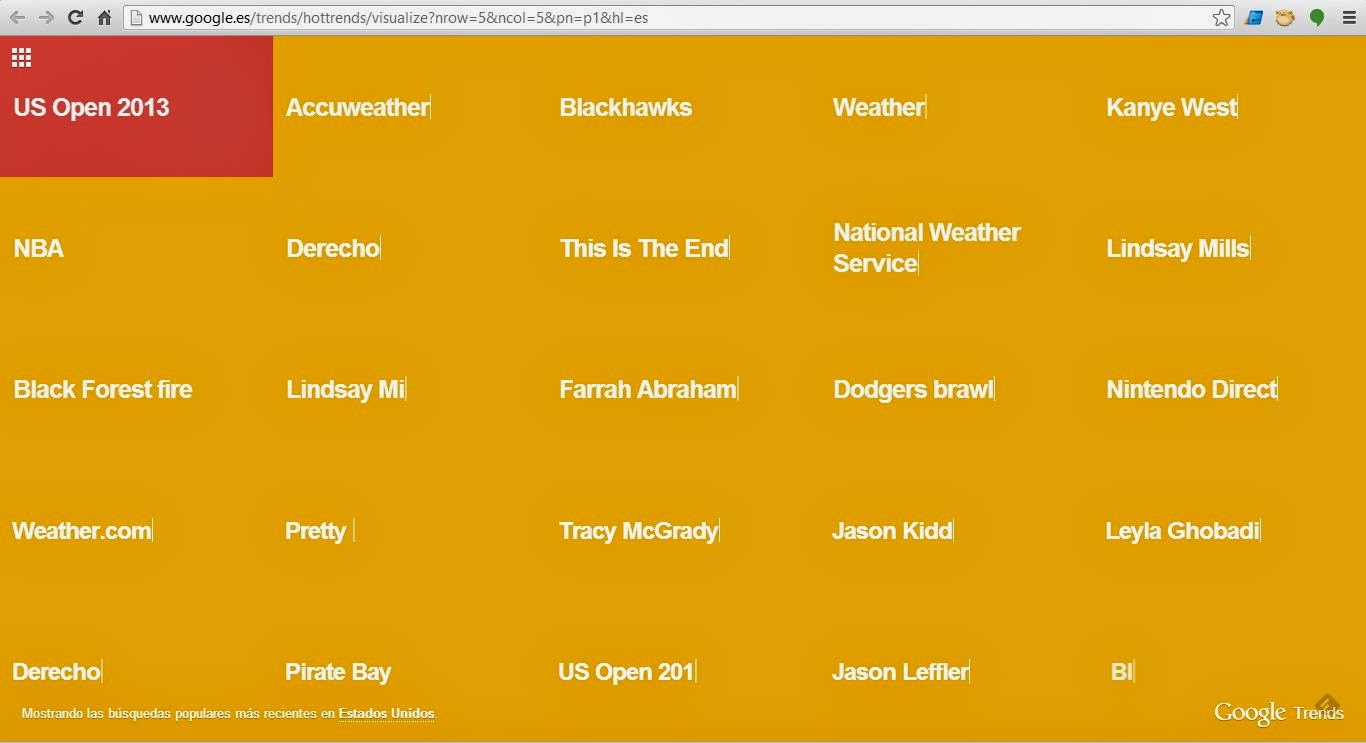 www.google.es/trends/hottrends/visualize?nrow=5&ncol=5&pn=p1&hl=es
US Open 2013
Accuweather
Blackhawks
Weather
Kanye West
NBA
Derecho
This Is The End
National Weather
Service
Lindsay Mills
Black Forest fire
Lindsay Mi
Farrah Abraham
Dodgers brawl
Nintendo Direct
Weather.com
Pretty
Tracy McGrady
Jason Kidd
Leyla Ghobadi
Derecho
Pirate Bay
US Open 201
Jason Leffler
Bl
Mostrando las búsquedas populares más recientes en Estados Unidos.
Google Trends